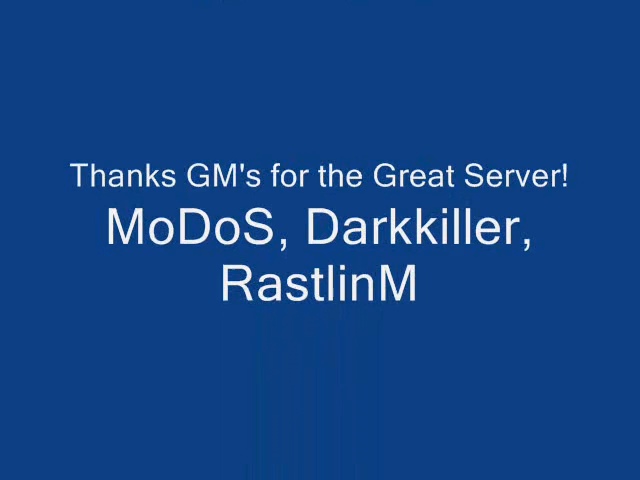 Thanks GM's for the Great Server!
MoDoS, Darkkiller,
RastlinM